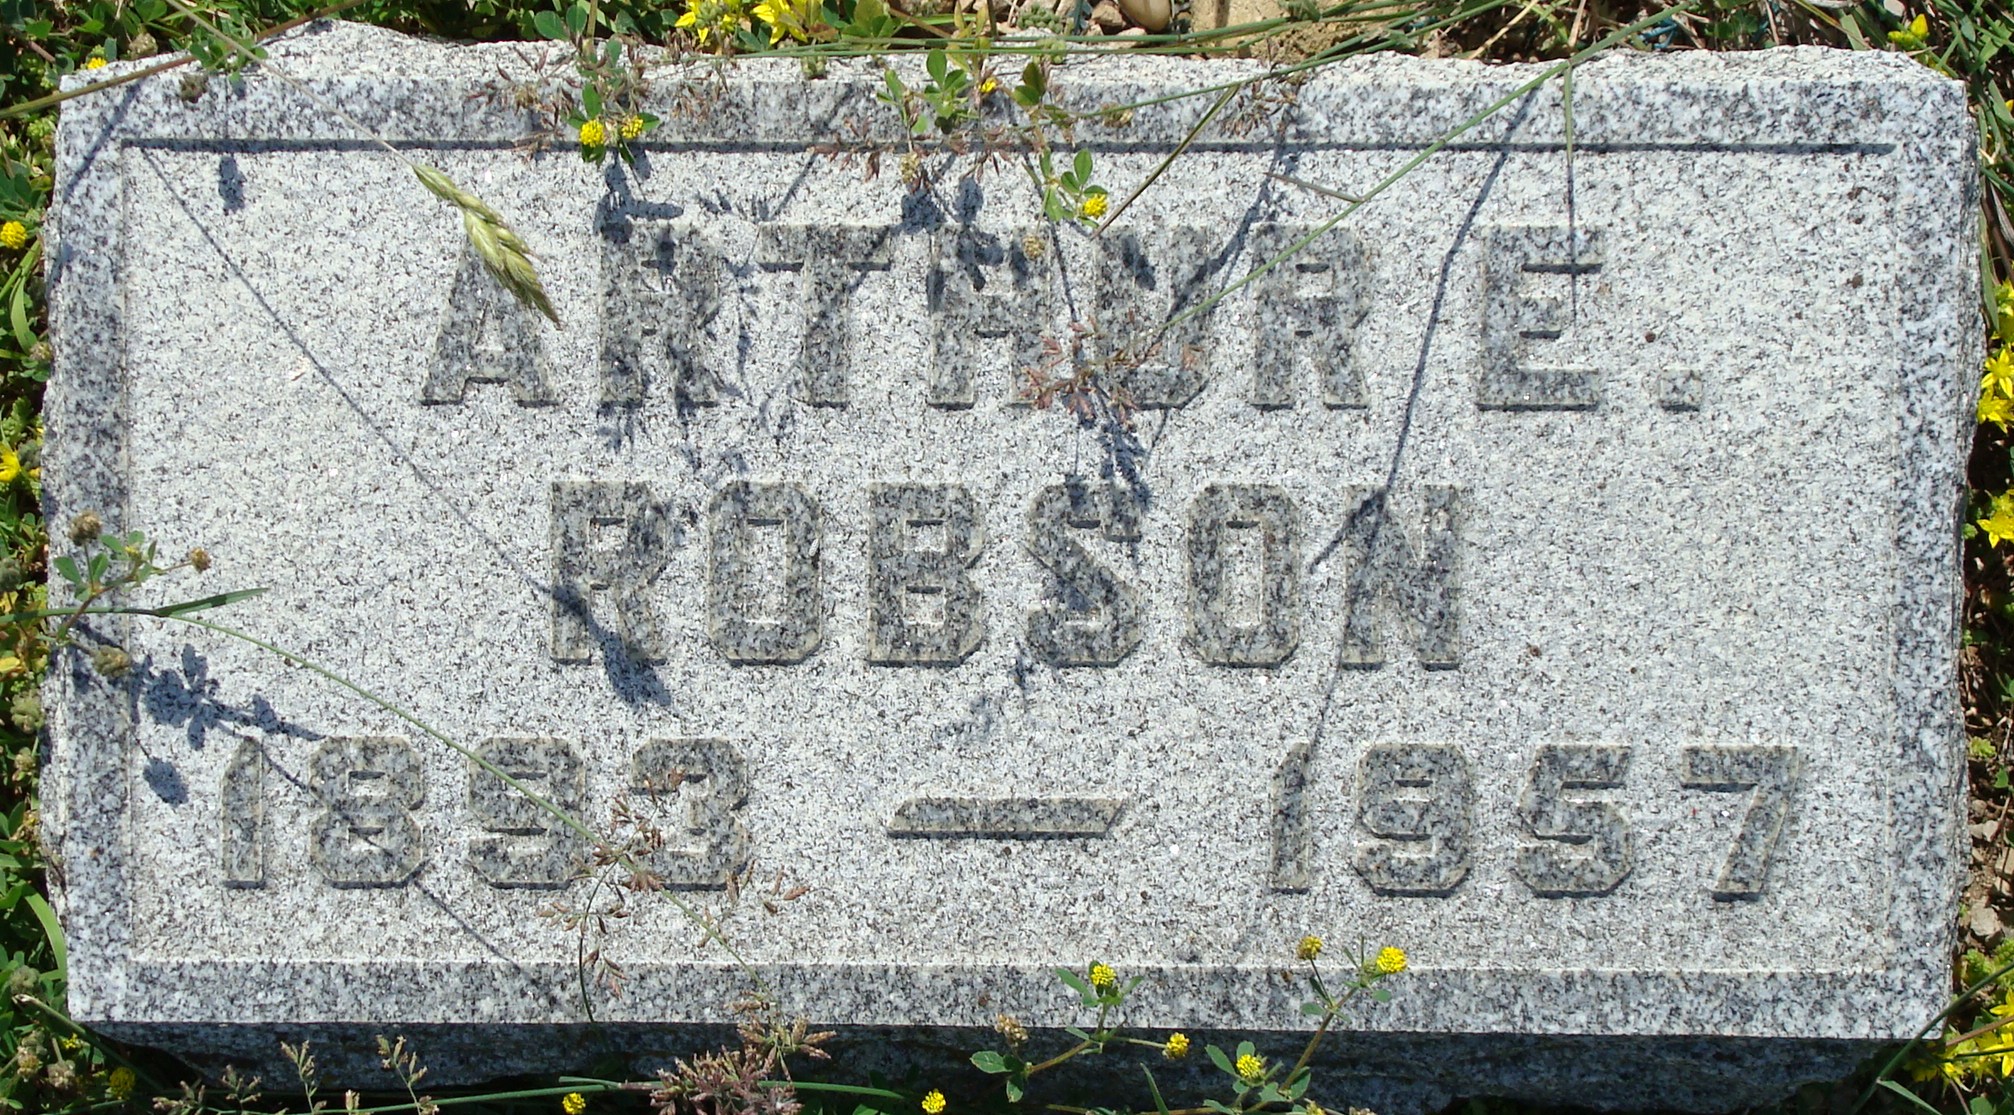 ARTHUR E.
ROBSON
1893 — 1957